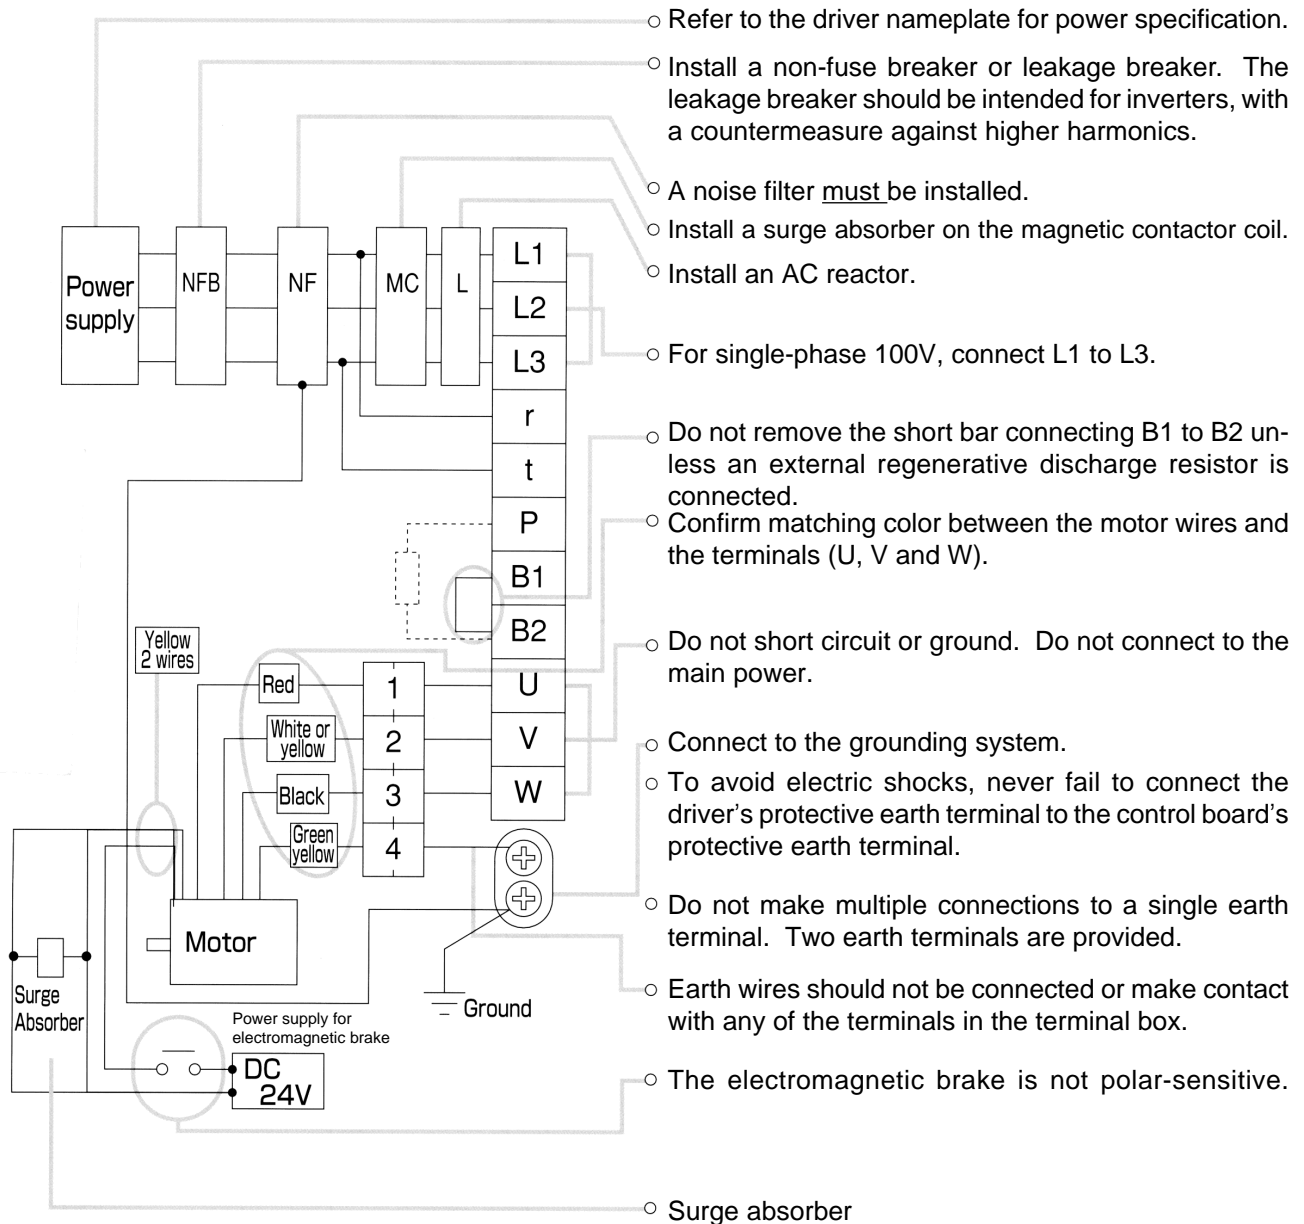 Refer to the driver nameplate for power specification.
Install a non-fuse breaker or leakage breaker. The
leakage breaker should be intended for inverters, with
a countermeasure against higher harmonics.
A noise filter must be installed.
Install a surge absorber on the magnetic contactor coil.
Install an AC reactor.
For single-phase 100V, connect L1 to L3.
Do not remove the short bar connecting B1 to B2 un-
less an external regenerative discharge resistor is
connected.
Confirm matching color between the motor wires and
the terminals (U, V and W).
Do not short circuit or ground. Do not connect to the
main power.
Connect to the grounding system.
To avoid electric shocks, never fail to connect the
driver's protective earth terminal to the control board's
protective earth terminal.
Do not make multiple connections to a single earth
terminal. Two earth terminals are provided.
Earth wires should not be connected or make contact
with any of the terminals in the terminal box.
The electromagnetic brake is not polar-sensitive.
Surge absorber
Power
supply
NFB
NF
MC
L
L1
L2
L3
r
t
P
B1
B2
U
V
W
Yellow
2 wires
Red
White or
yellow
Black
Green
yellow
1
2
3
4
Motor
Surge
Absorber
Ground
Power supply for
electromagnetic brake
DC
24V